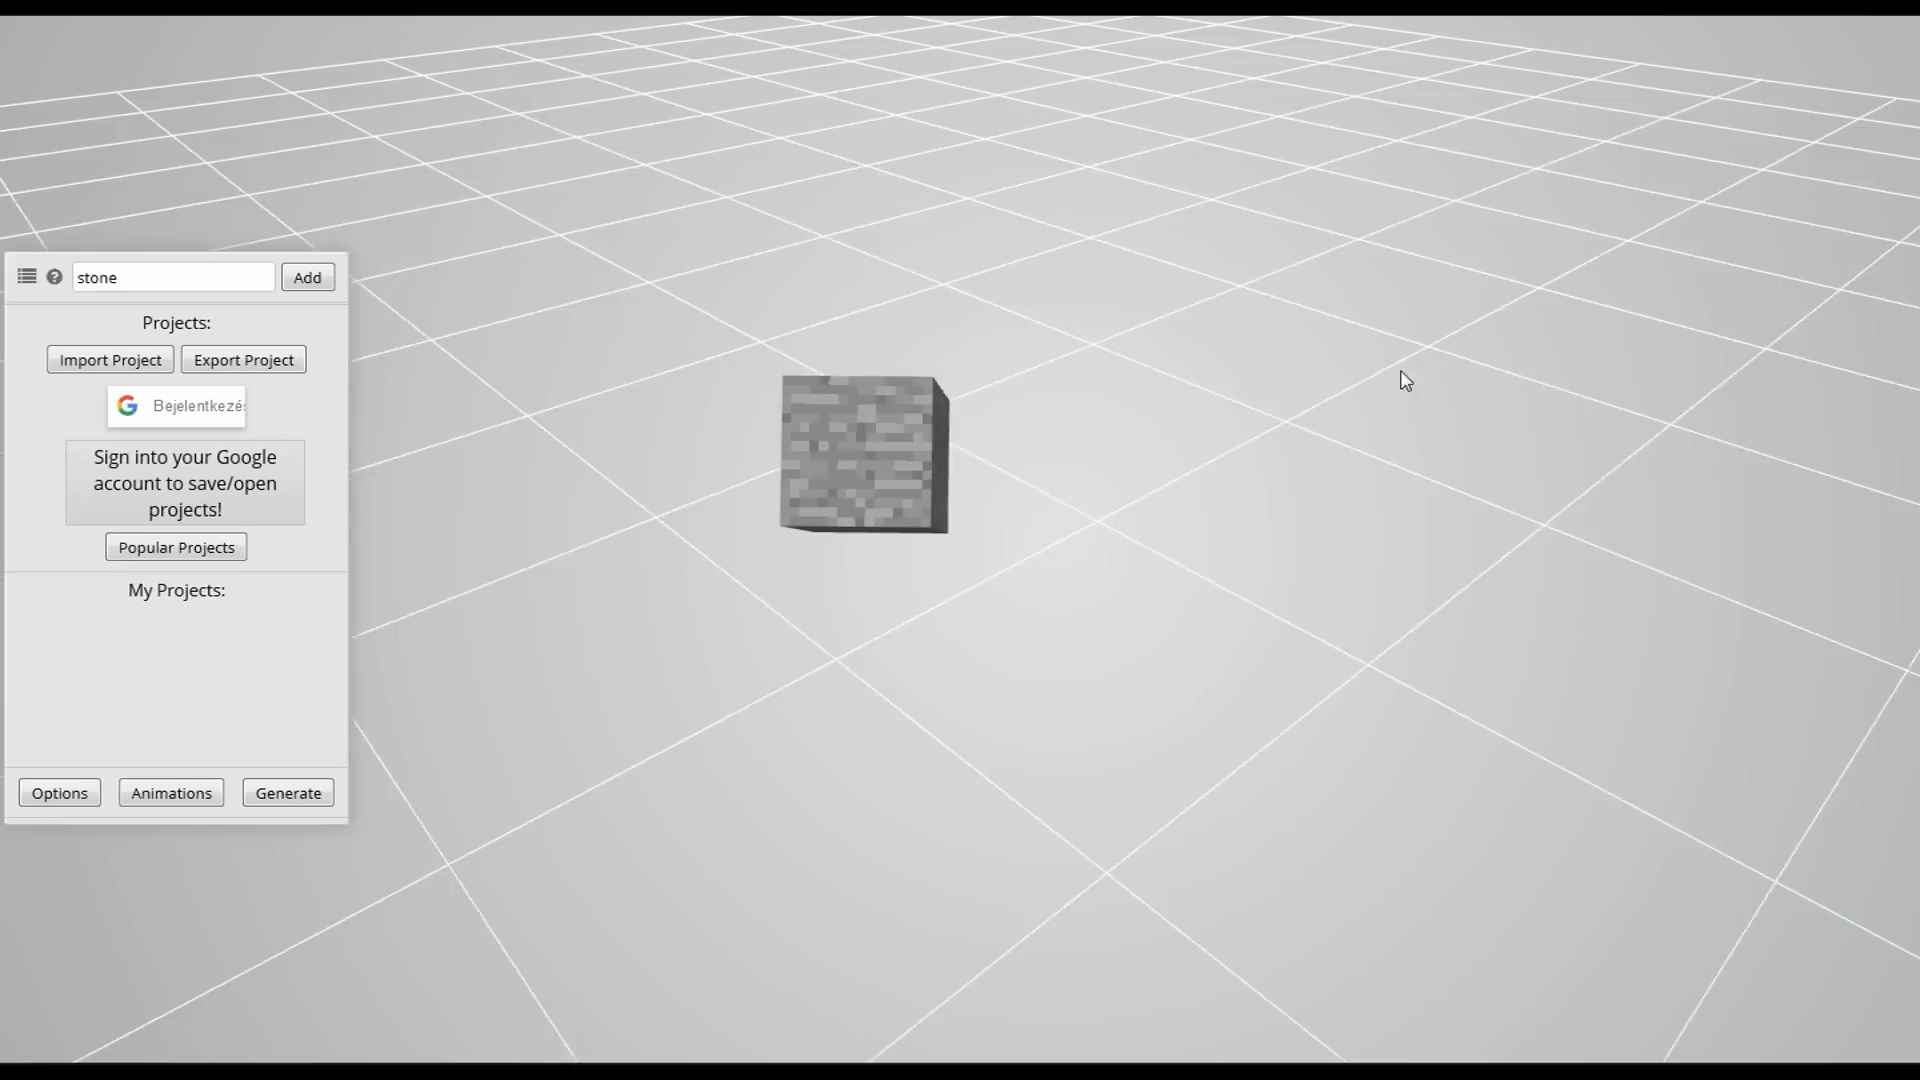 stone
Add
Projects:
Import Project
Export Project
Sign into your Google
account to save/open
projects!
Popular Projects
My Projects:
Options
Animations
Generate